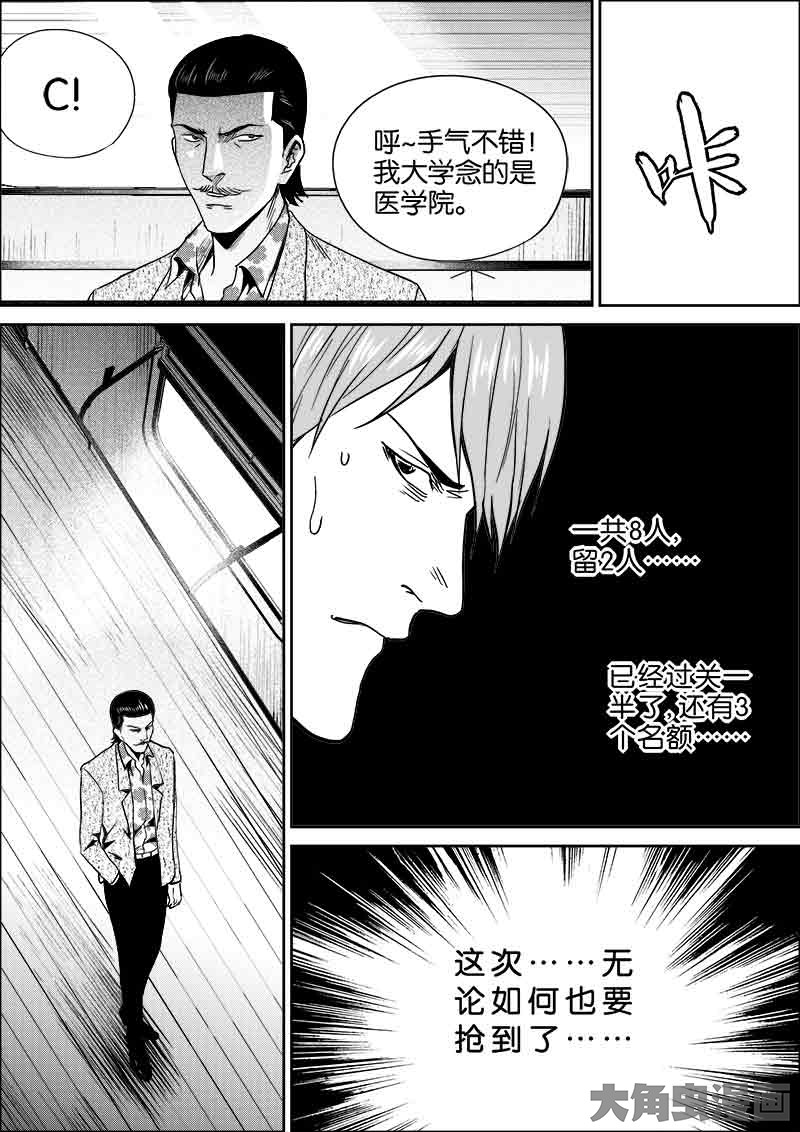 C!
呼~手气不错!
我大学念的是
医学院。
咔
一共8人,
留2人……
已经过关一
半了,还有3
个名额……
这次……无
论如何也要
抢到了……
大角虫漫画